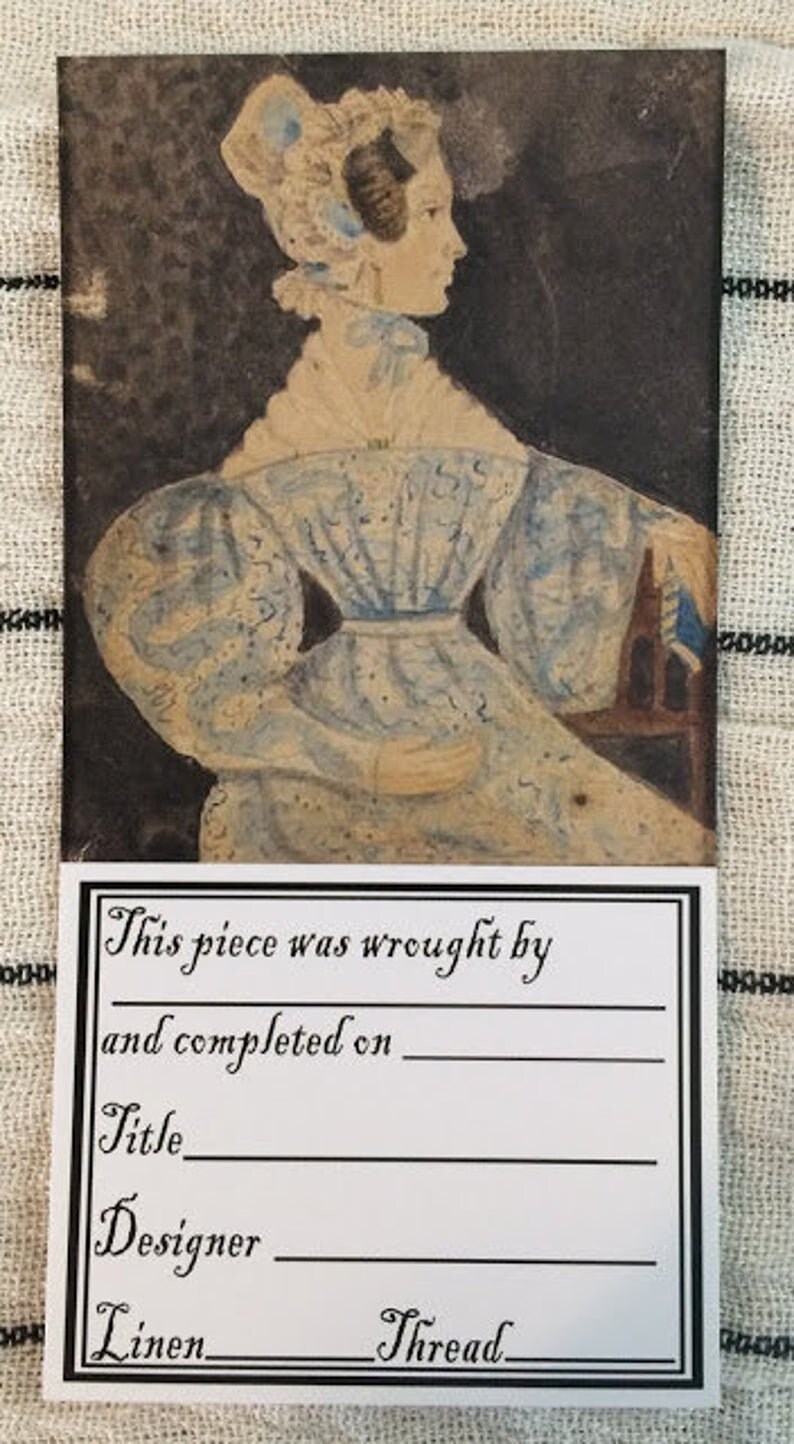 This piece was wrought by
and completed on
Title
Designer
Linen Thread